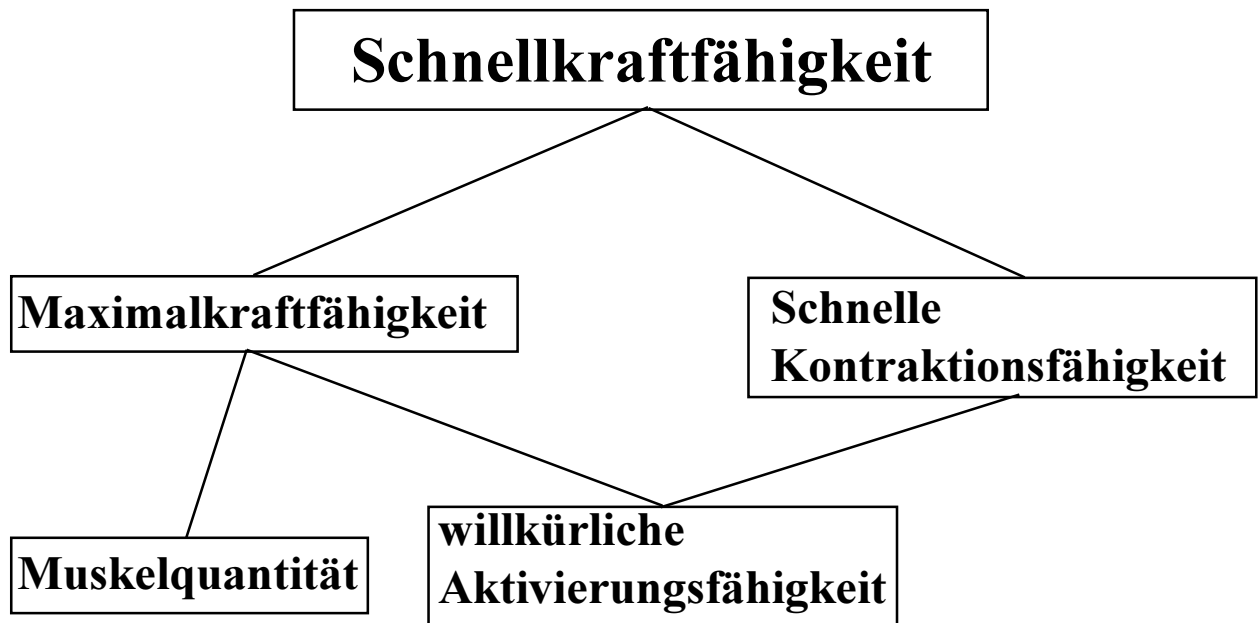 Schnellkraftfähigkeit
Maximalkraftfähigkeit
Schnelle
Kontraktionsfähigkeit
Muskelquantität
willkürliche
Aktivierungsfähigkeit